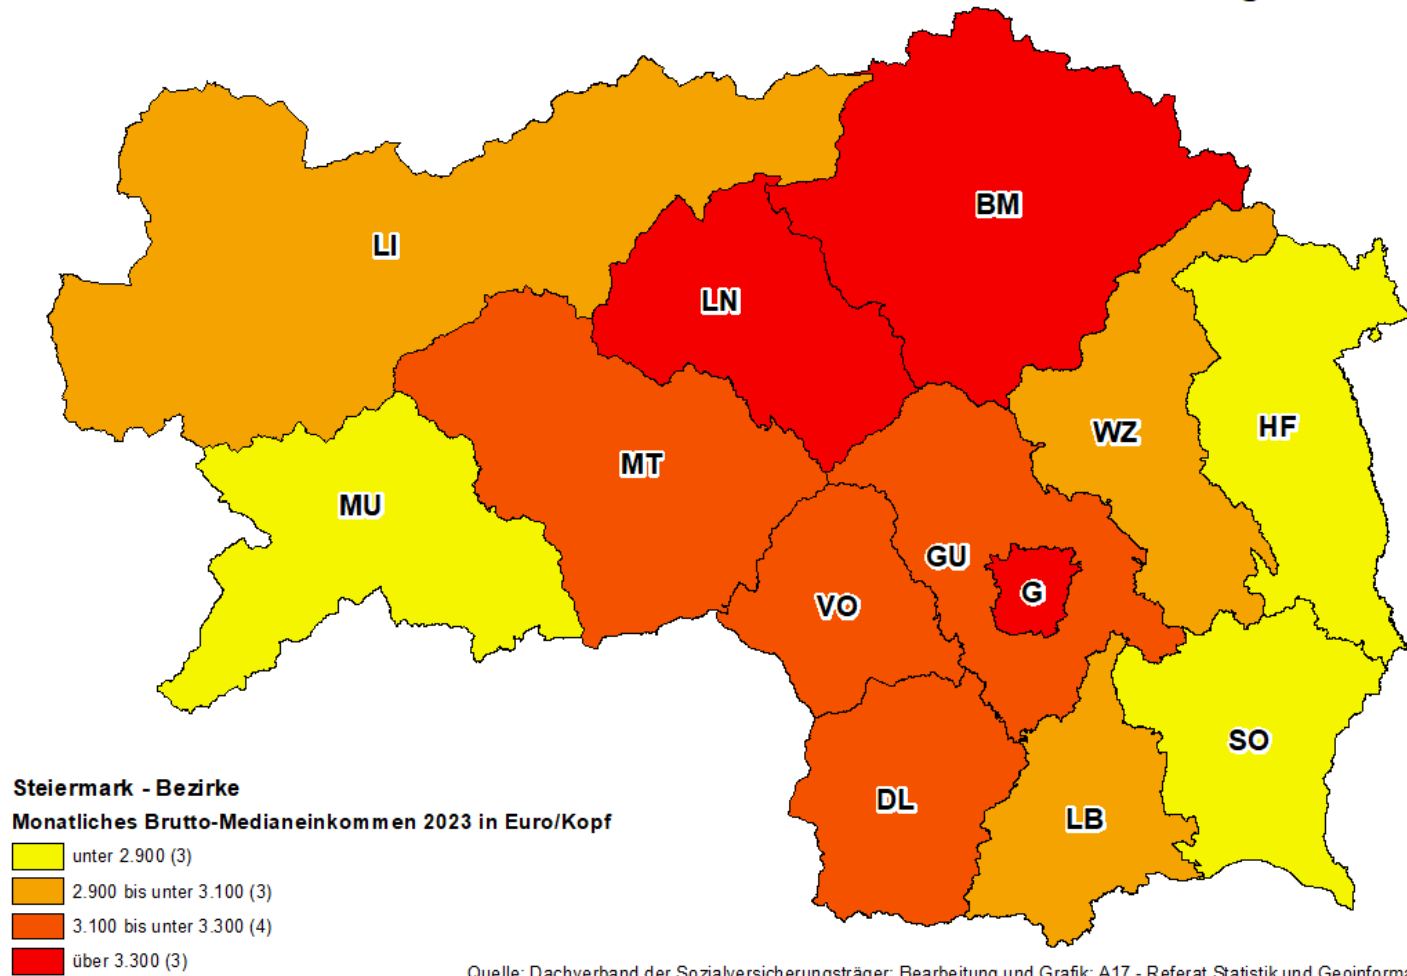 BM
LI
LN
HF
WZ
MT
MU
GU
G
VO
SO
DL
LB
Steiermark - Bezirke
Monatliches Brutto-Medianeinkommen 2023 in Euro/Kopf
unter 2.900 (3)
2.900 bis unter 3.100 (3)
3.100 bis unter 3.300 (4)
über 3.300 (3)
Quelle: Dachverband der Sozialversicherungsträger; Bearbeitung und Grafik: A17 - Referat Statistik und Geoinforma